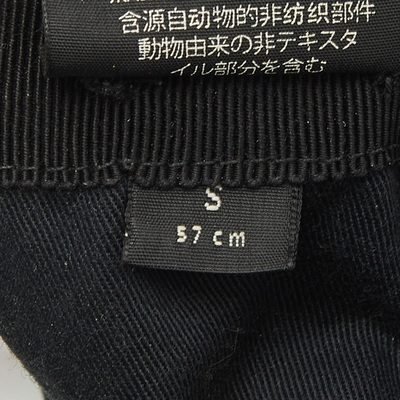 含源自动物的非纺织部件
動物由来の非テキスタ
イル部分を含む
S
57 cm